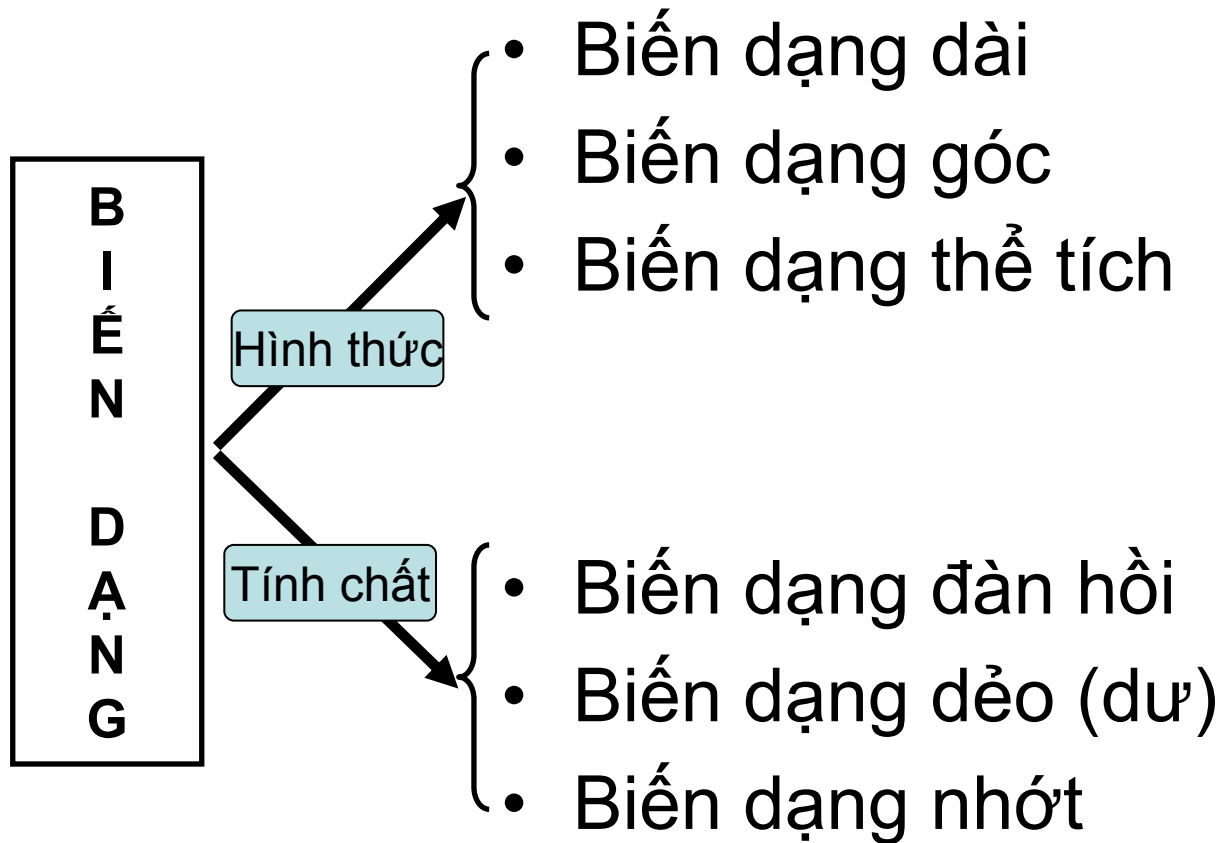 BIẾN DẠNG
Hình thức
• Biến dạng dài
• Biến dạng góc
• Biến dạng thể tích
Tính chất
• Biến dạng đàn hồi
• Biến dạng dẻo (dư)
• Biến dạng nhớt